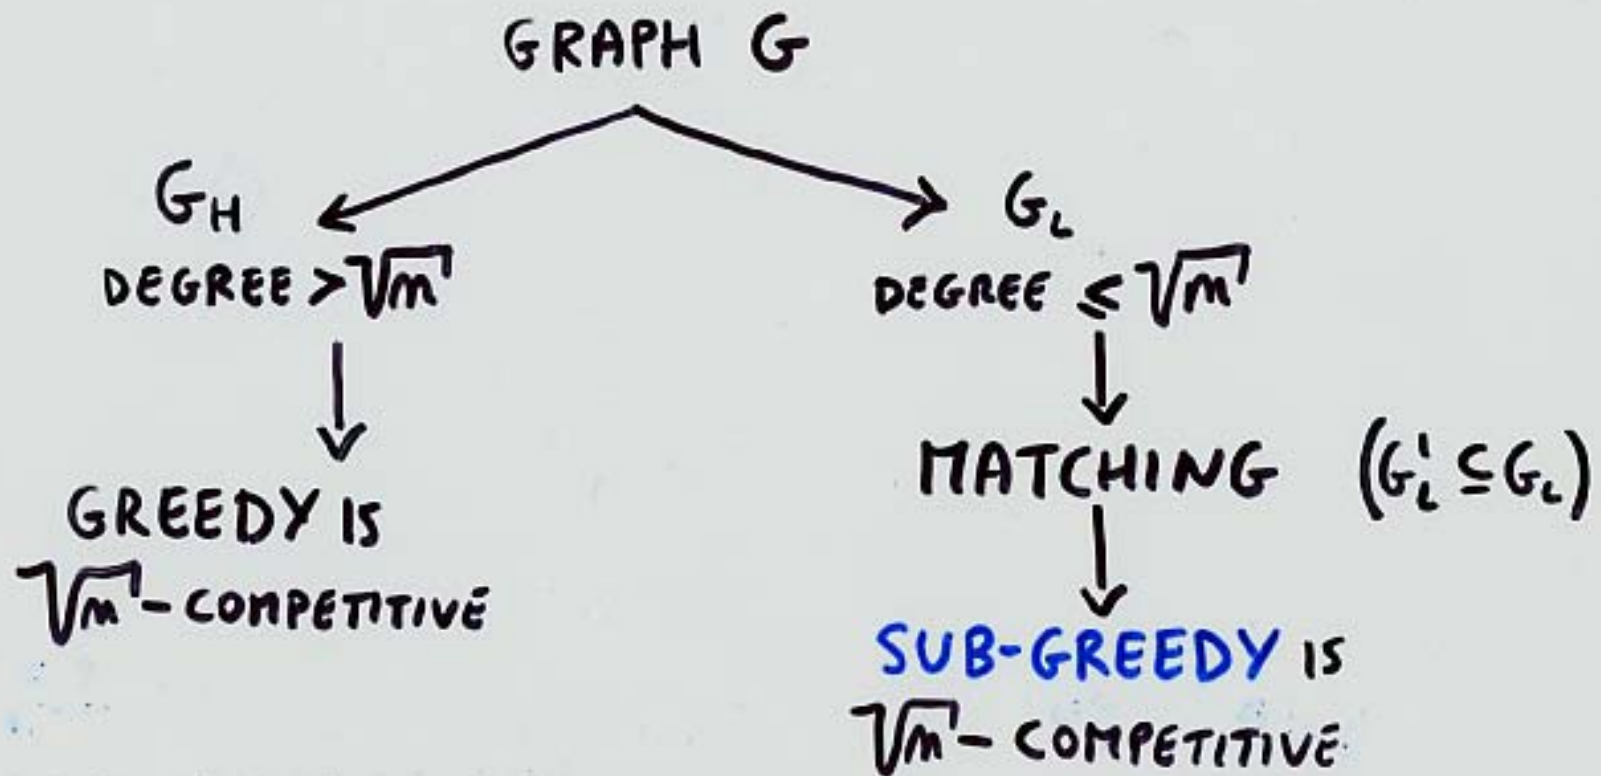 GRAPH G
G_H
DEGREE > √m
GREEDY IS
√m - COMPETITIVE
G_L
DEGREE ≤ √m
MATCHING (G'_L ⊆ G_L)
SUB-GREEDY IS
√m - COMPETITIVE